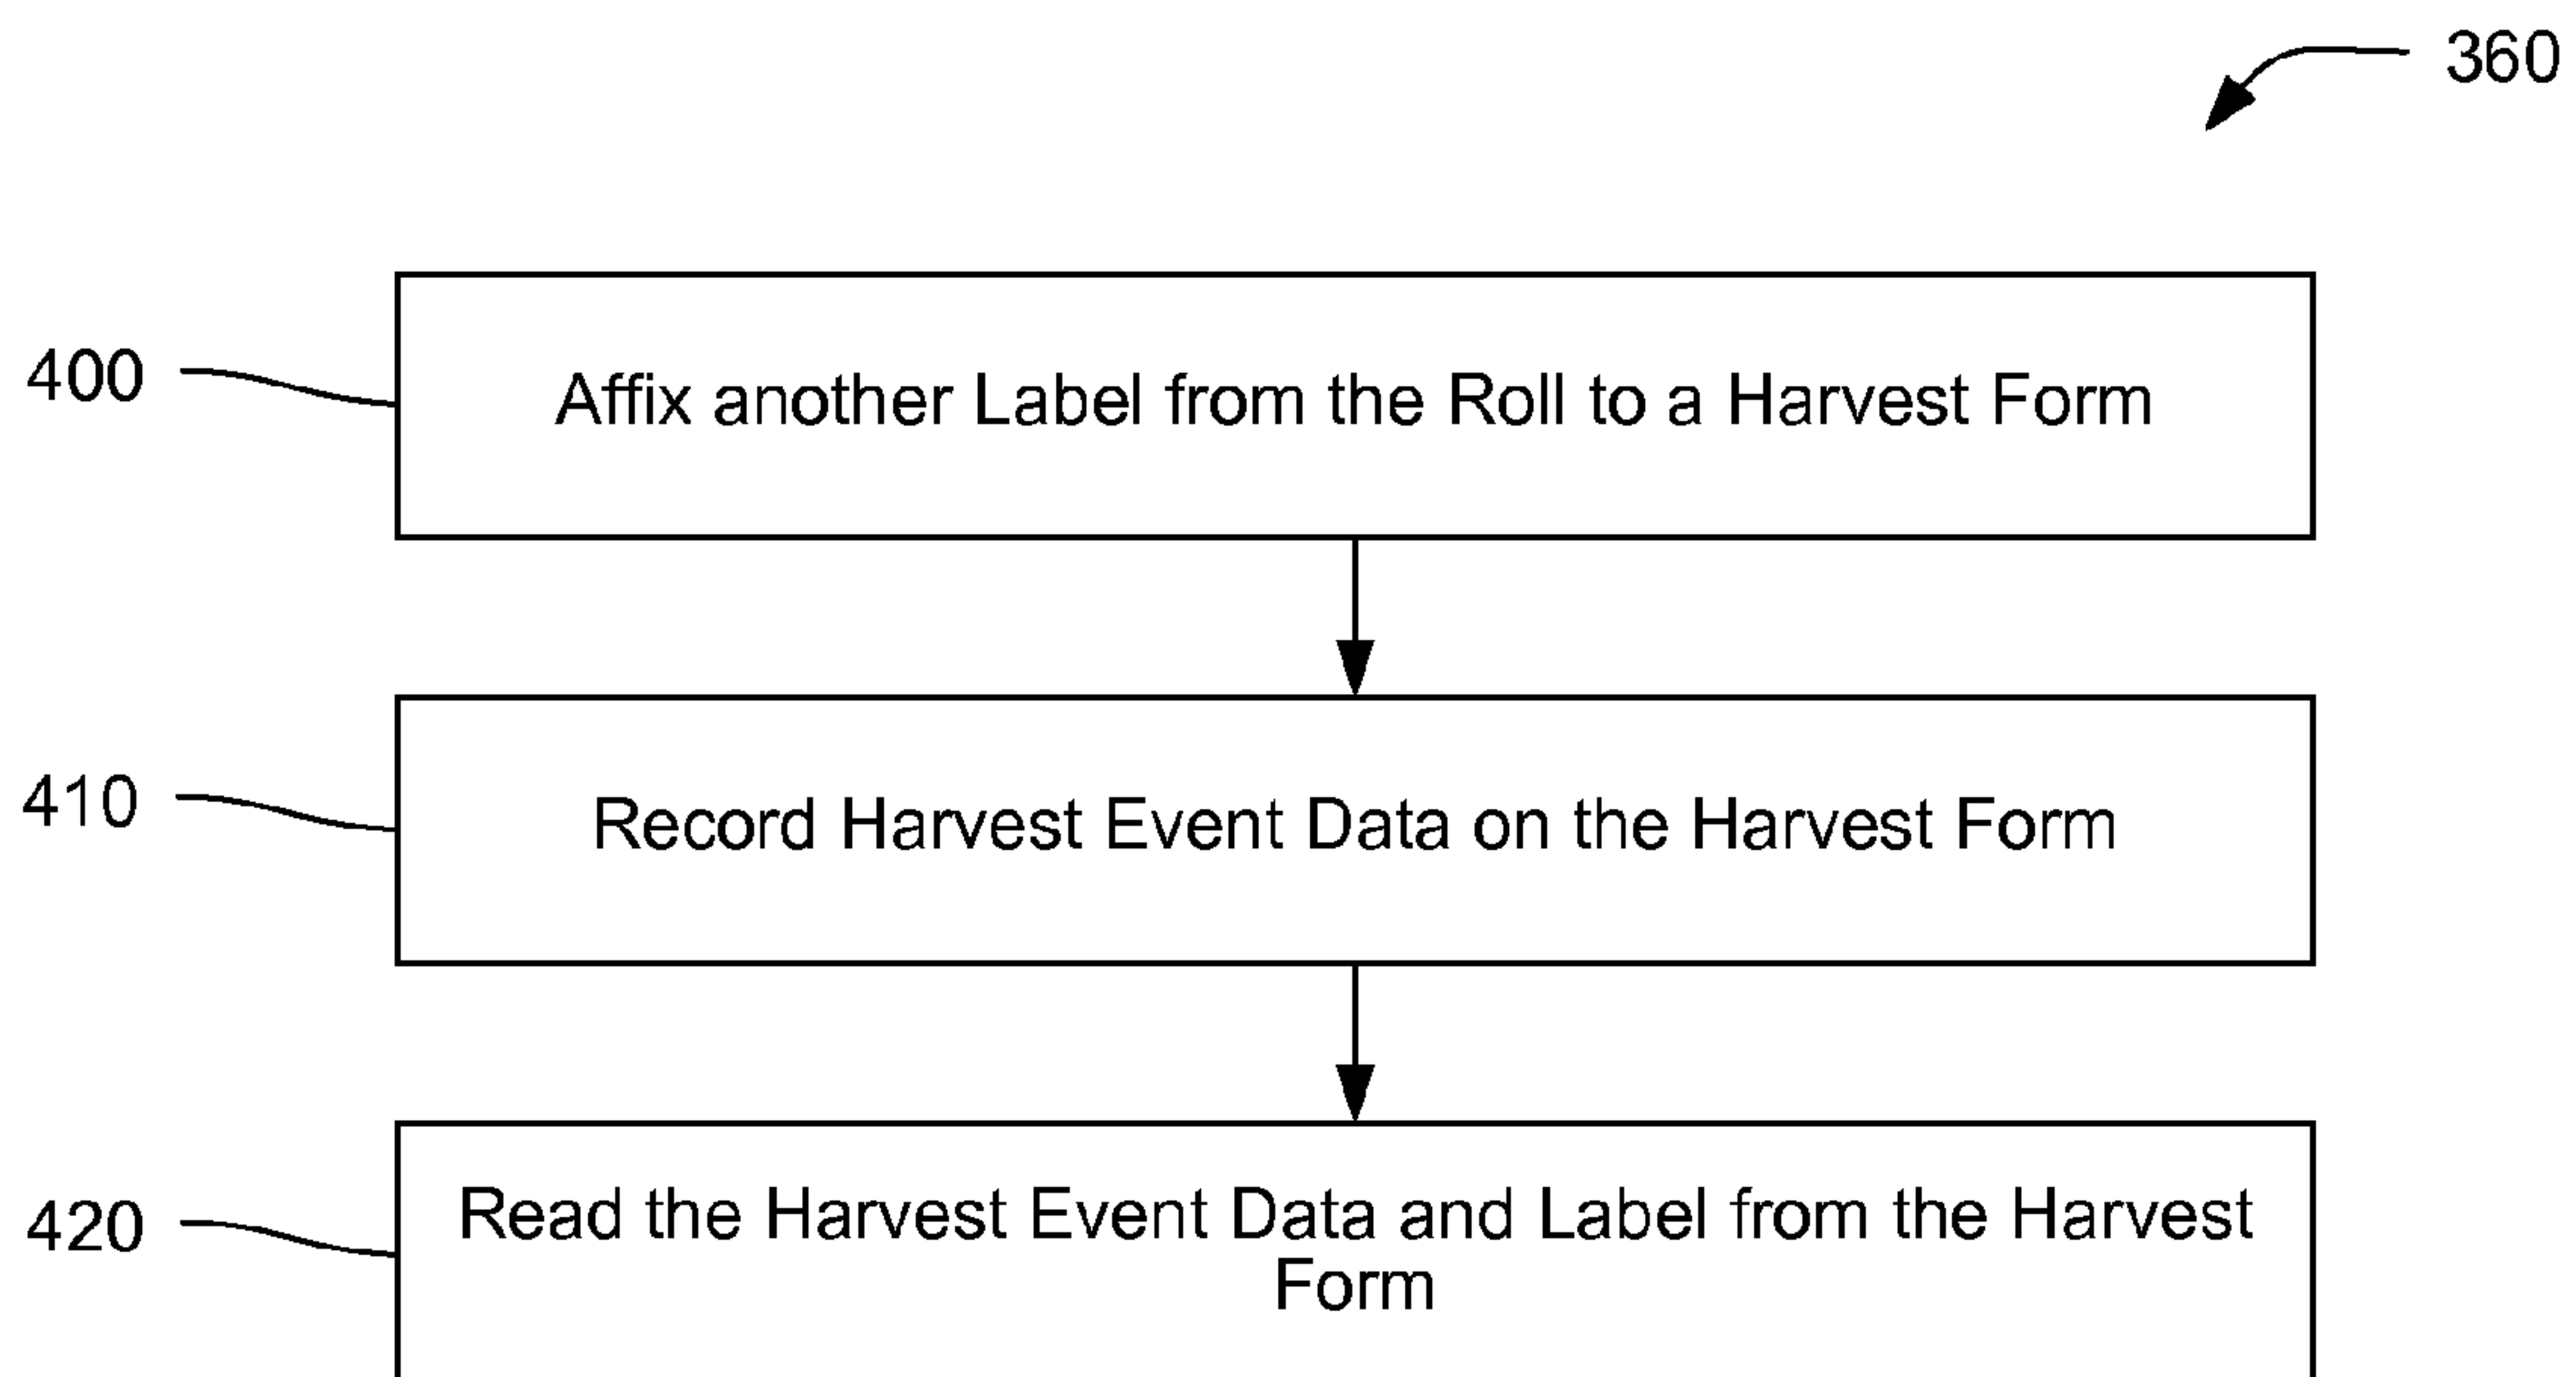 360
400
Affix another Label from the Roll to a Harvest Form
410
Record Harvest Event Data on the Harvest Form
420
Read the Harvest Event Data and Label from the Harvest
Form